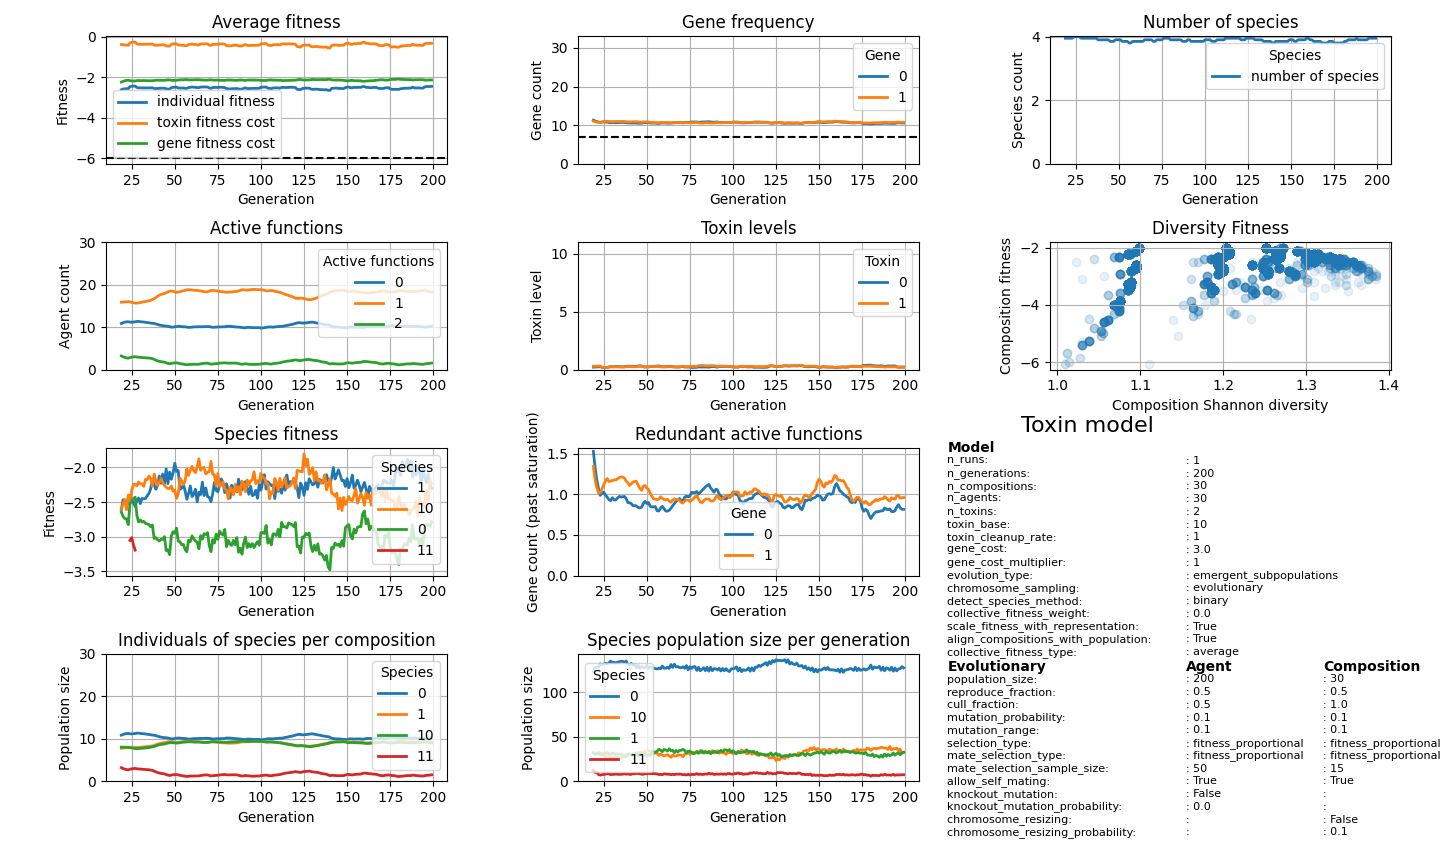 Average fitness
Fitness
0
−2
−4
−6
individual fitness
toxin fitness cost
gene fitness cost
25 50 75 100 125 150 175 200
Generation
Gene frequency
Gene count
30
20
10
0
Gene
0
1
25 50 75 100 125 150 175 200
Generation
Number of species
Species count
4
2
0
Species
number of species
25 50 75 100 125 150 175 200
Generation
Active functions
Agent count
30
20
10
0
Active functions
0
1
2
25 50 75 100 125 150 175 200
Generation
Toxin levels
Toxin level
10
5
0
Toxin
0
1
25 50 75 100 125 150 175 200
Generation
Diversity Fitness
Composition fitness
−2
−4
−6
1.0 1.1 1.2 1.3 1.4
Composition Shannon diversity
Species fitness
Fitness
−2.0
−2.5
−3.0
−3.5
Species
1
10
0
11
25 50 75 100 125 150 175 200
Generation
Redundant active functions
Gene count (past saturation)
1.5
1.0
0.5
0.0
Gene
0
1
25 50 75 100 125 150 175 200
Generation
Individuals of species per composition
Population size
30
20
10
0
Species
0
1
10
11
25 50 75 100 125 150 175 200
Generation
Species population size per generation
Population size
100
50
0
Species
0
10
1
11
25 50 75 100 125 150 175 200
Generation
Toxin model
Model
n_runs: : 1
n_generations: : 200
n_compositions: : 30
n_agents: : 30
n_toxins: : 2
toxin_base: : 10
toxin_cleanup_rate: : 1
gene_cost: : 3.0
gene_cost_multiplier: : 1
evolution_type: : emergent_subpopulations
chromosome_sampling: : evolutionary
detect_species_method: : binary
collective_fitness_weight: : 0.0
scale_fitness_with_representation: : True
align_compositions_with_population: : True
collective_fitness_type: : average
Evolutionary Agent Composition
population_size: : 200 : 30
reproduce_fraction: : 0.5 : 0.5
cull_fraction: : 0.5 : 1.0
mutation_probability: : 0.1 : 0.1
mutation_range: : 0.1 : 0.1
selection_type: : fitness_proportional : fitness_proportional
mate_selection_type: : fitness_proportional : fitness_proportional
mate_selection_sample_size: : 50 : 15
allow_self_mating: : True : True
knockout_mutation: : False :
knockout_mutation_probability: : 0.0 :
chromosome_resizing: : : False
chromosome_resizing_probability: : : 0.1